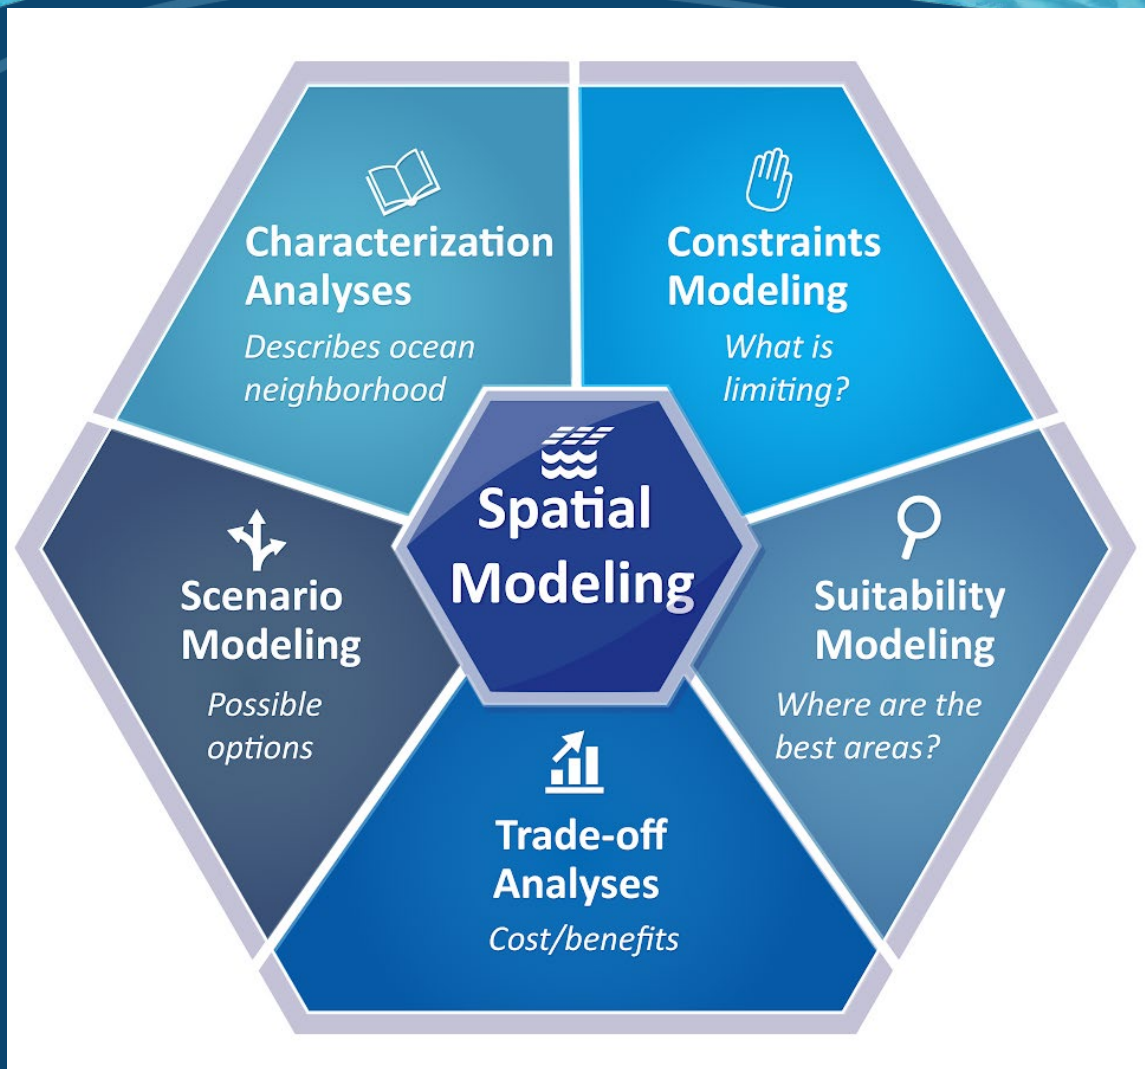 Characterization
Analyses
Describes ocean
neighborhood
Constraints
Modeling
What is
limiting?
Spatial
Modeling
Scenario
Modeling
Possible
options
Suitability
Modeling
Where are the
best areas?
Trade-off
Analyses
Cost/benefits